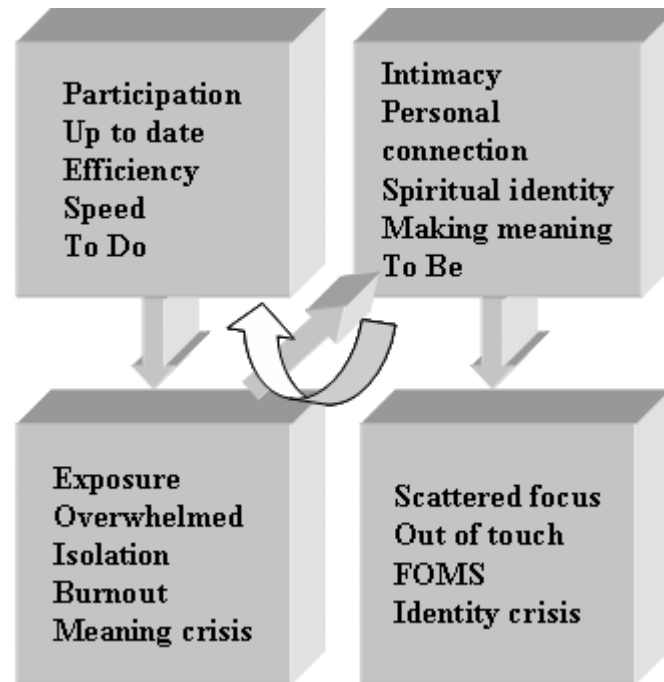 Participation
Up to date
Efficiency
Speed
To Do
Intimacy
Personal
connection
Spiritual identity
Making meaning
To Be
Exposure
Overwhelmed
Isolation
Burnout
Meaning crisis
Scattered focus
Out of touch
FOMS
Identity crisis